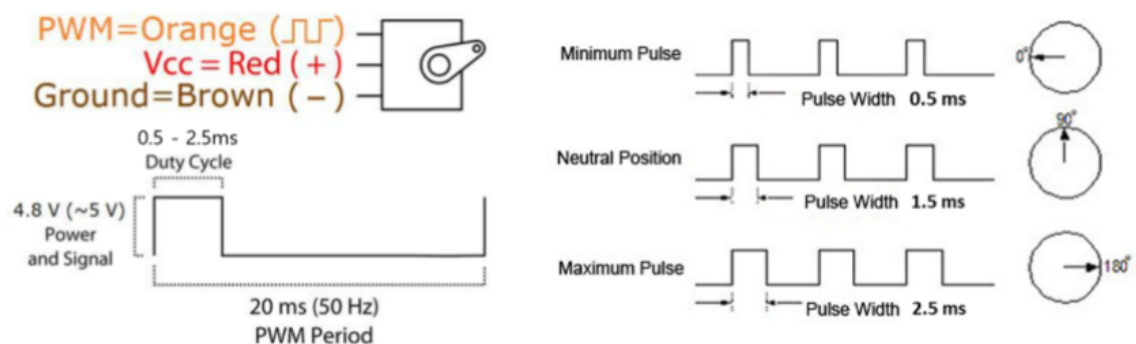 PWM=Orange (⎍⎍)
Vcc = Red (+)
Ground=Brown (−)
0.5 - 2.5ms
Duty Cycle
4.8 V (~5 V)
Power
and Signal
20 ms (50 Hz)
PWM Period
Minimum Pulse
Pulse Width 0.5 ms
0°
Neutral Position
Pulse Width 1.5 ms
90°
Maximum Pulse
Pulse Width 2.5 ms
180°